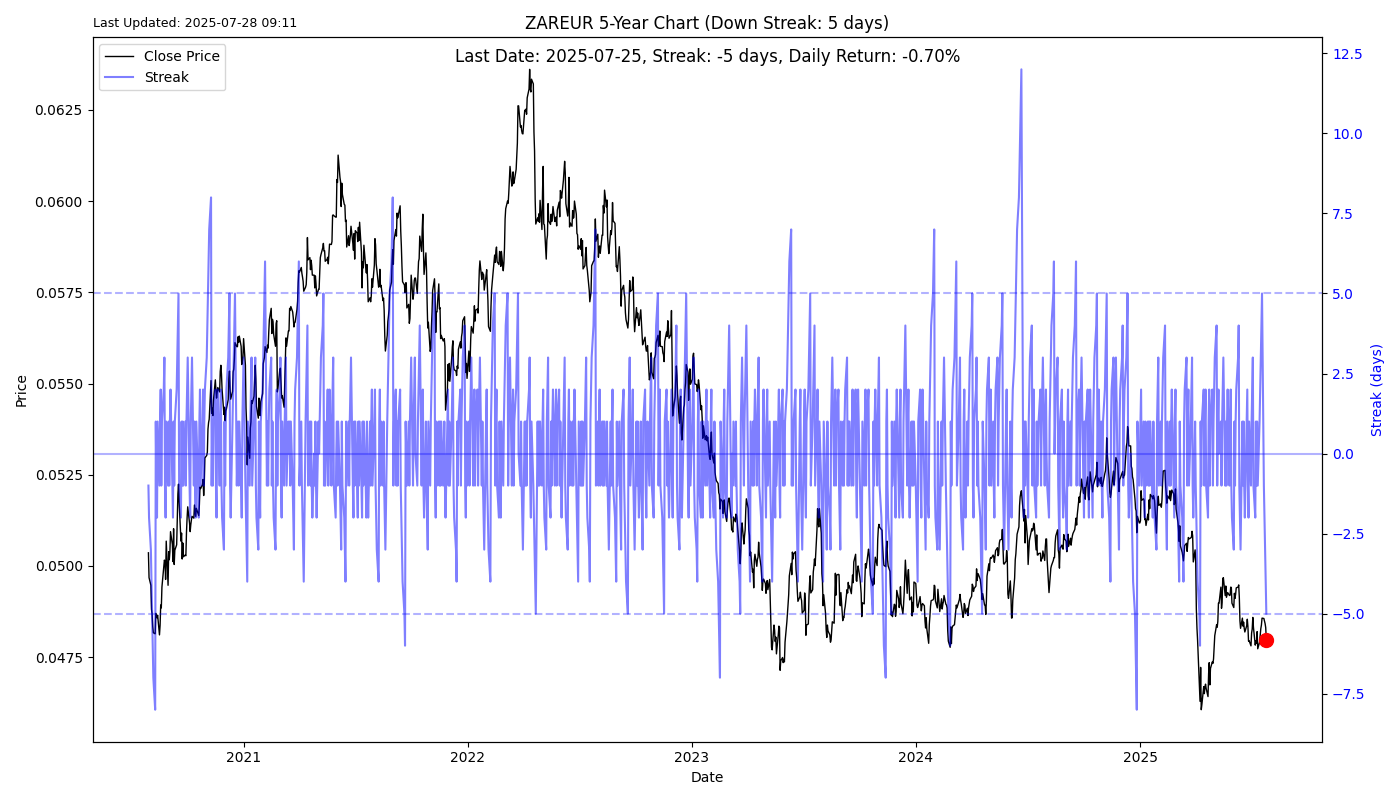 Last Updated: 2025-07-28 09:11
ZAREUR 5-Year Chart (Down Streak: 5 days)
Last Date: 2025-07-25, Streak: -5 days, Daily Return: -0.70%
Close Price
Streak
Price
0.0625
0.0600
0.0575
0.0550
0.0525
0.0500
0.0475
12.5
10.0
7.5
5.0
2.5
0.0
−2.5
−5.0
−7.5
Streak (days)
2021
2022
2023
2024
2025
Date